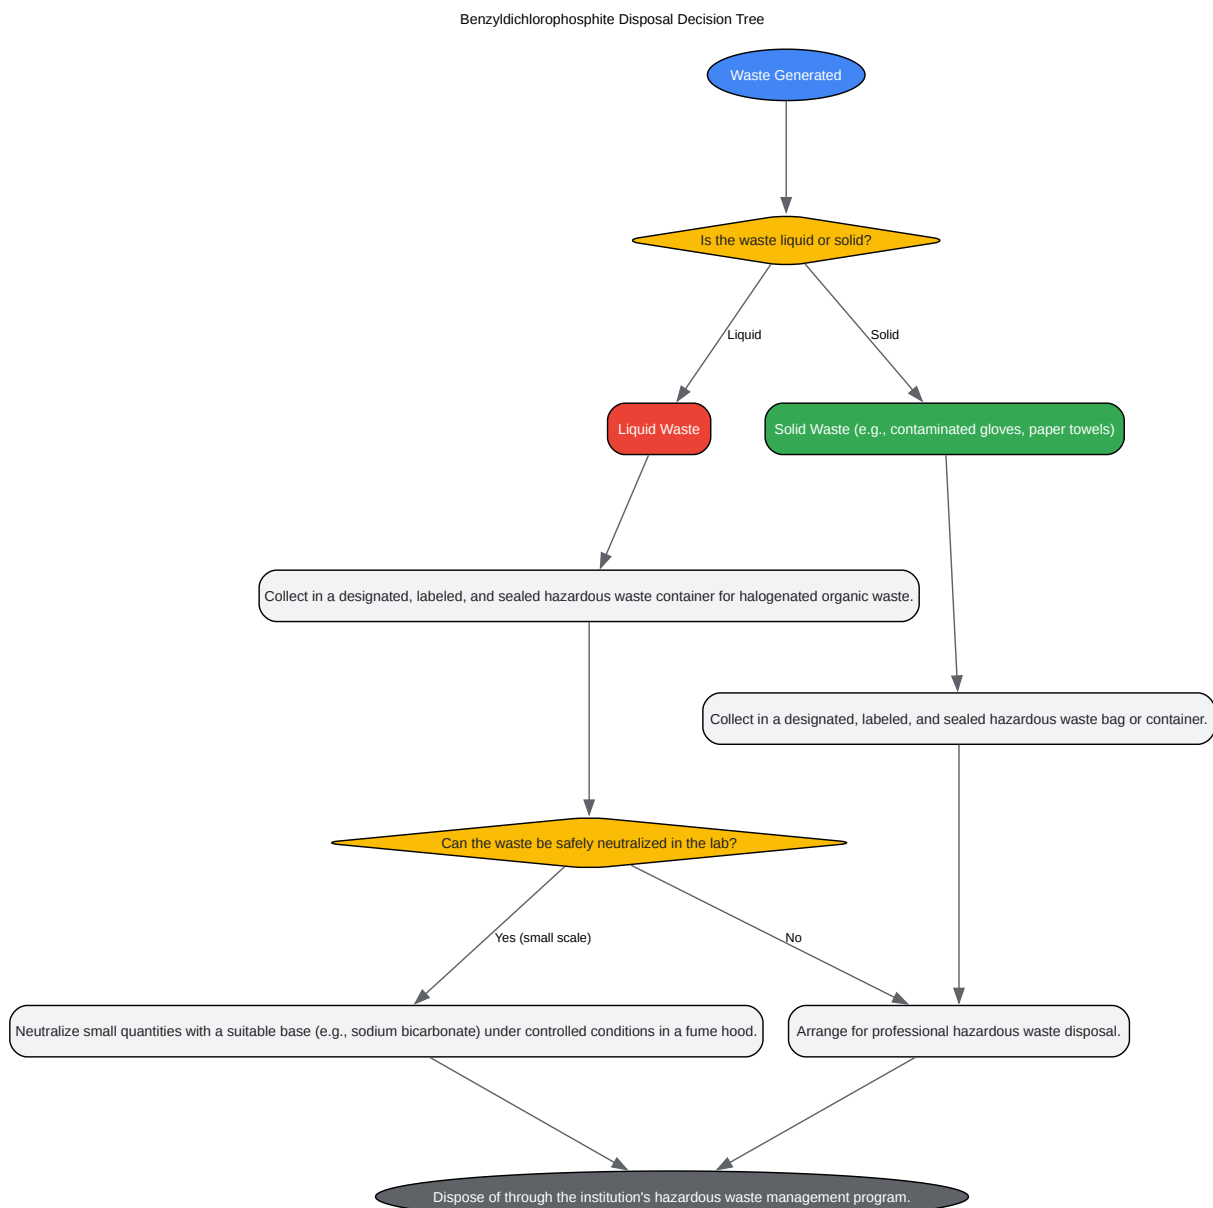 Benzyldichlorophosphite Disposal Decision Tree
Waste Generated
Is the waste liquid or solid?
Liquid
Solid
Liquid Waste
Solid Waste (e.g., contaminated gloves, paper towels)
Collect in a designated, labeled, and sealed hazardous waste container for halogenated organic waste.
Collect in a designated, labeled, and sealed hazardous waste bag or container.
Can the waste be safely neutralized in the lab?
Yes (small scale)
No
Neutralize small quantities with a suitable base (e.g., sodium bicarbonate) under controlled conditions in a fume hood.
Arrange for professional hazardous waste disposal.
Dispose of through the institution's hazardous waste management program.